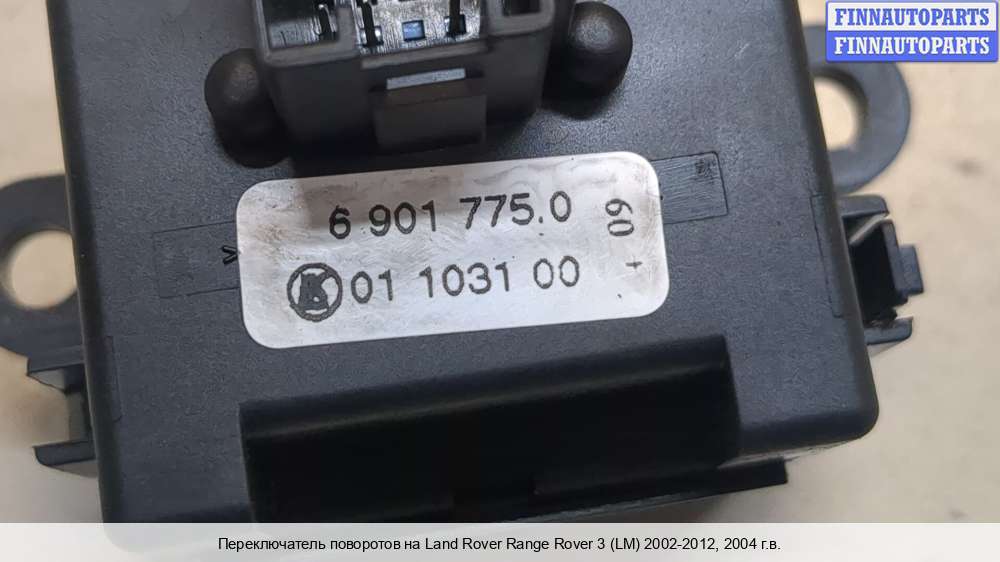 FINNAUTOPARTS
FINNAUTOPARTS
6 901 775.0
01 1031 00
60
Переключатель поворотов на Land Rover Range Rover 3 (LM) 2002-2012, 2004 г.в.